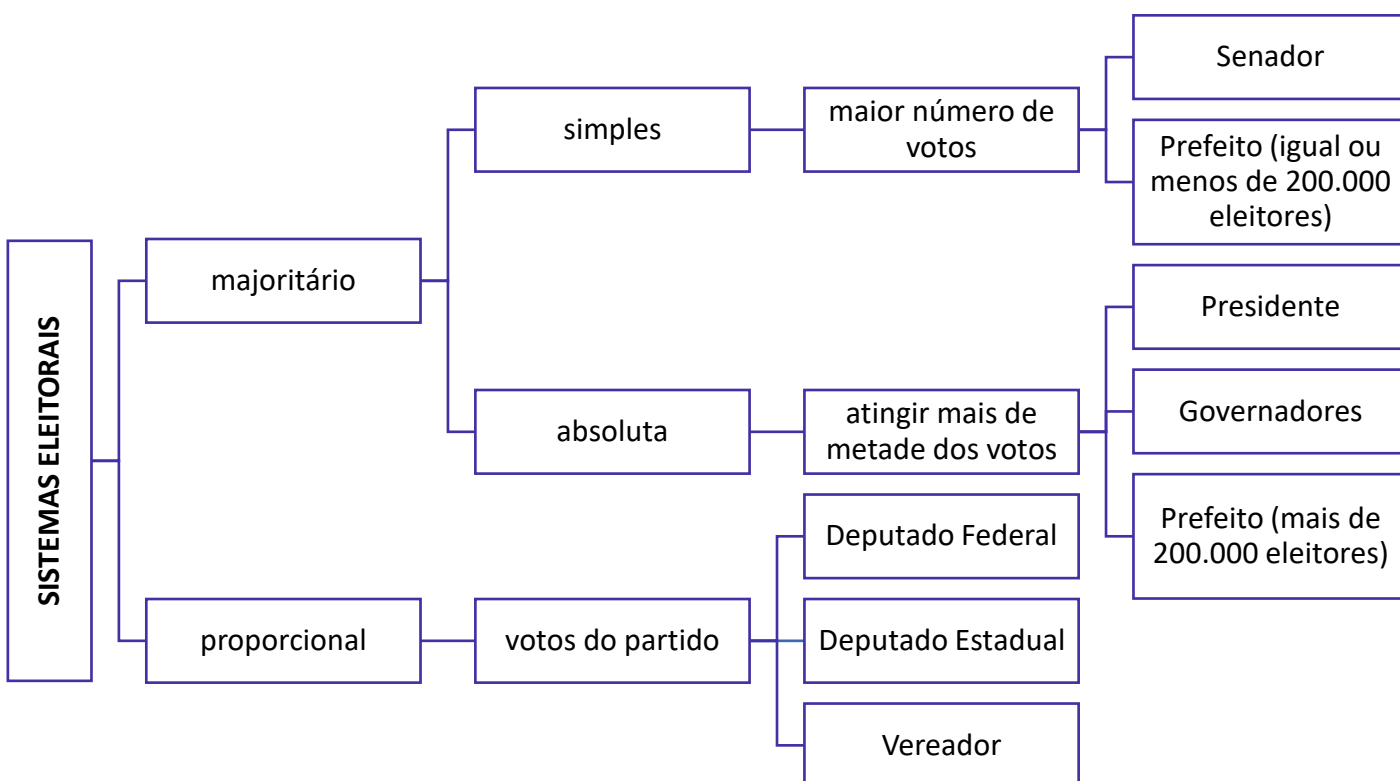 SISTEMAS ELEITORAIS
majoritário
simples
maior número de
votos
Senador
Prefeito (igual ou
menos de 200.000
eleitores)
absoluta
atingir mais de
metade dos votos
Presidente
Governadores
Prefeito (mais de
200.000 eleitores)
proporcional
votos do partido
Deputado Federal
Deputado Estadual
Vereador